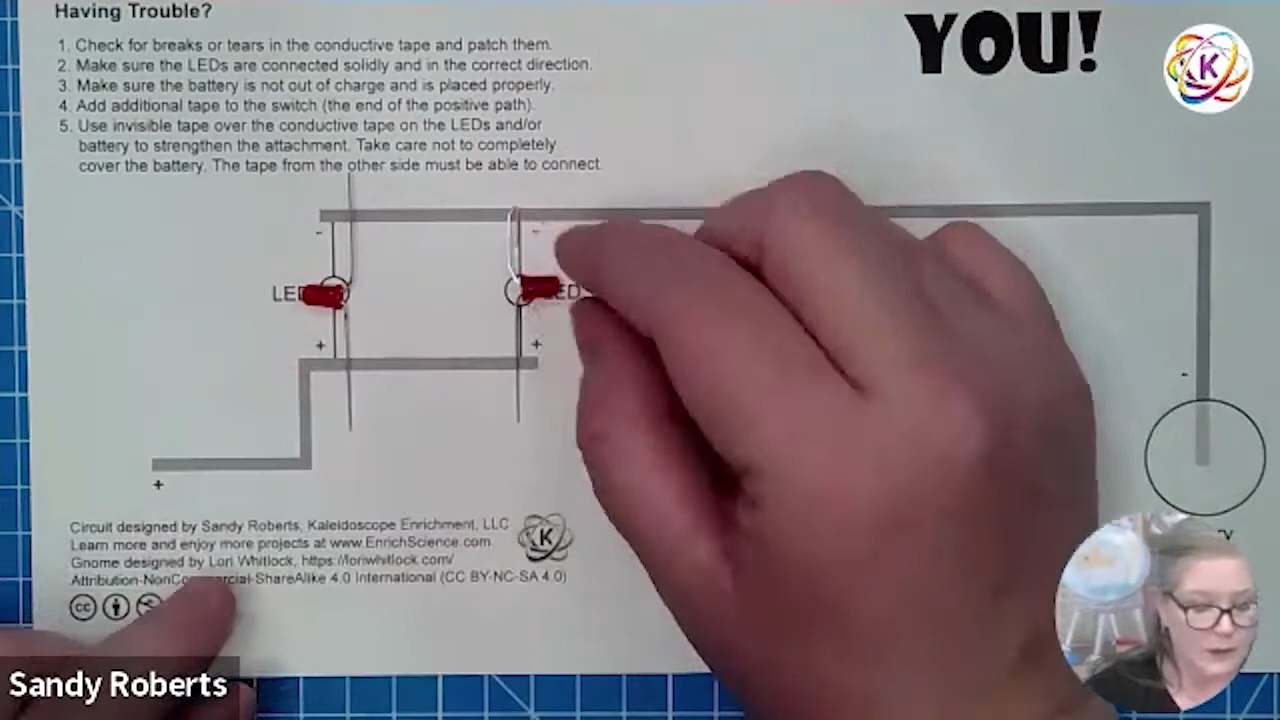 Having Trouble?
YOU!
K
1. Check for breaks or tears in the conductive tape and patch them.
2. Make sure the LEDs are connected solidly and in the correct direction.
3. Make sure the battery is not out of charge and is placed properly.
4. Add additional tape to the switch (the end of the positive path).
5. Use invisible tape over the conductive tape on the LEDs and/or
battery to strengthen the attachment. Take care not to completely
cover the battery. The tape from the other side must be able to connect.
- -
LED
+ +
-
+
Circuit designed by Sandy Roberts, Kaleidoscope Enrichment, LLC
K
Learn more and enjoy more projects at www.EnrichScience.com
Gnome designed by Lori Whitlock, https://loriwhitlock.com/
ShareAlike 4.0 International (CC BY-NC-SA 4.0)
cc
Sandy Roberts